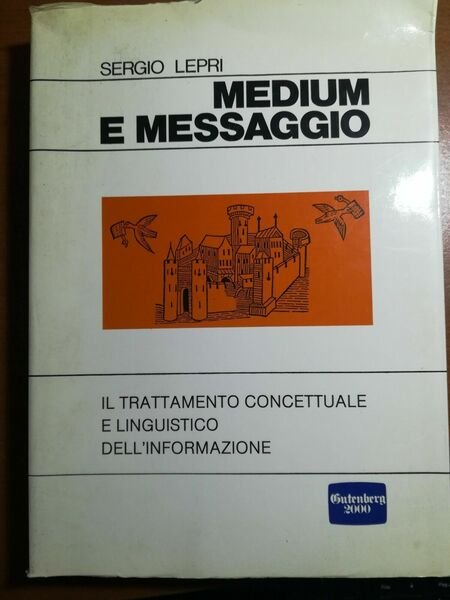 SERGIO LEPRI
MEDIUM
E MESSAGGIO
IL TRATTAMENTO CONCETTUALE
E LINGUISTICO
DELL'INFORMAZIONE
Gutenberg
2000